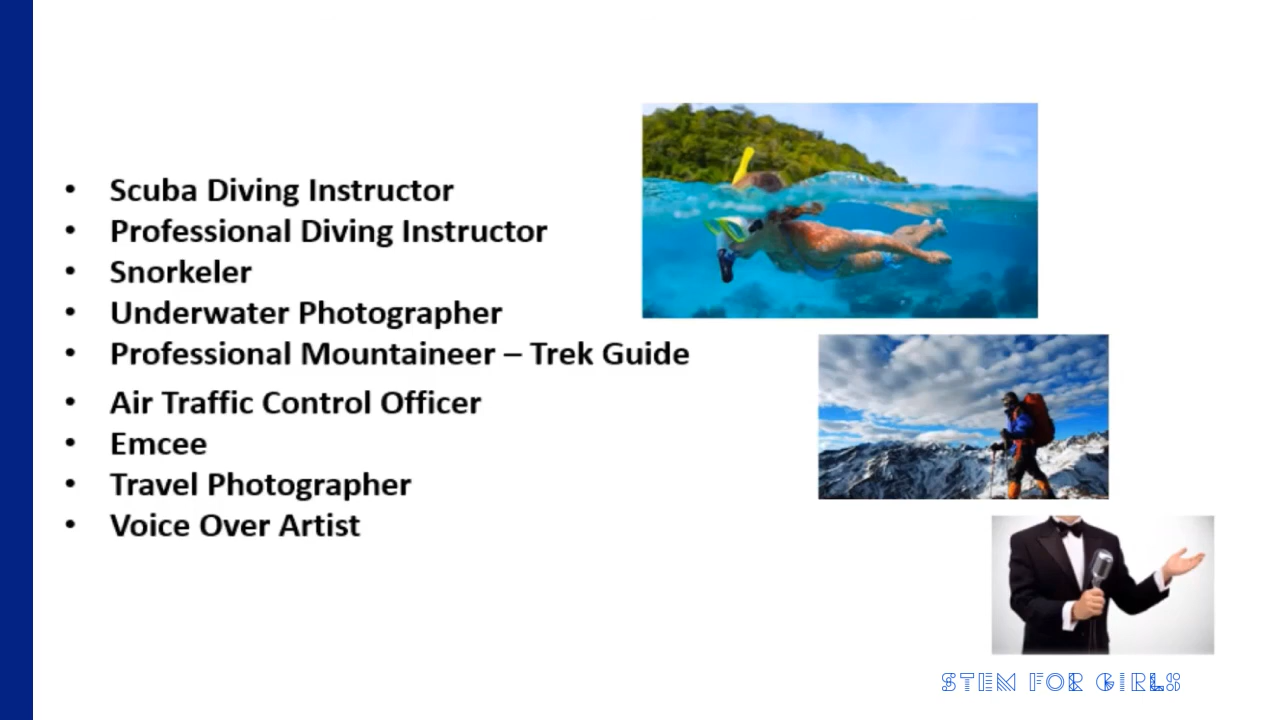 • Scuba Diving Instructor
• Professional Diving Instructor
• Snorkeler
• Underwater Photographer
• Professional Mountaineer – Trek Guide
• Air Traffic Control Officer
• Emcee
• Travel Photographer
• Voice Over Artist
STEM FOR GIRLS